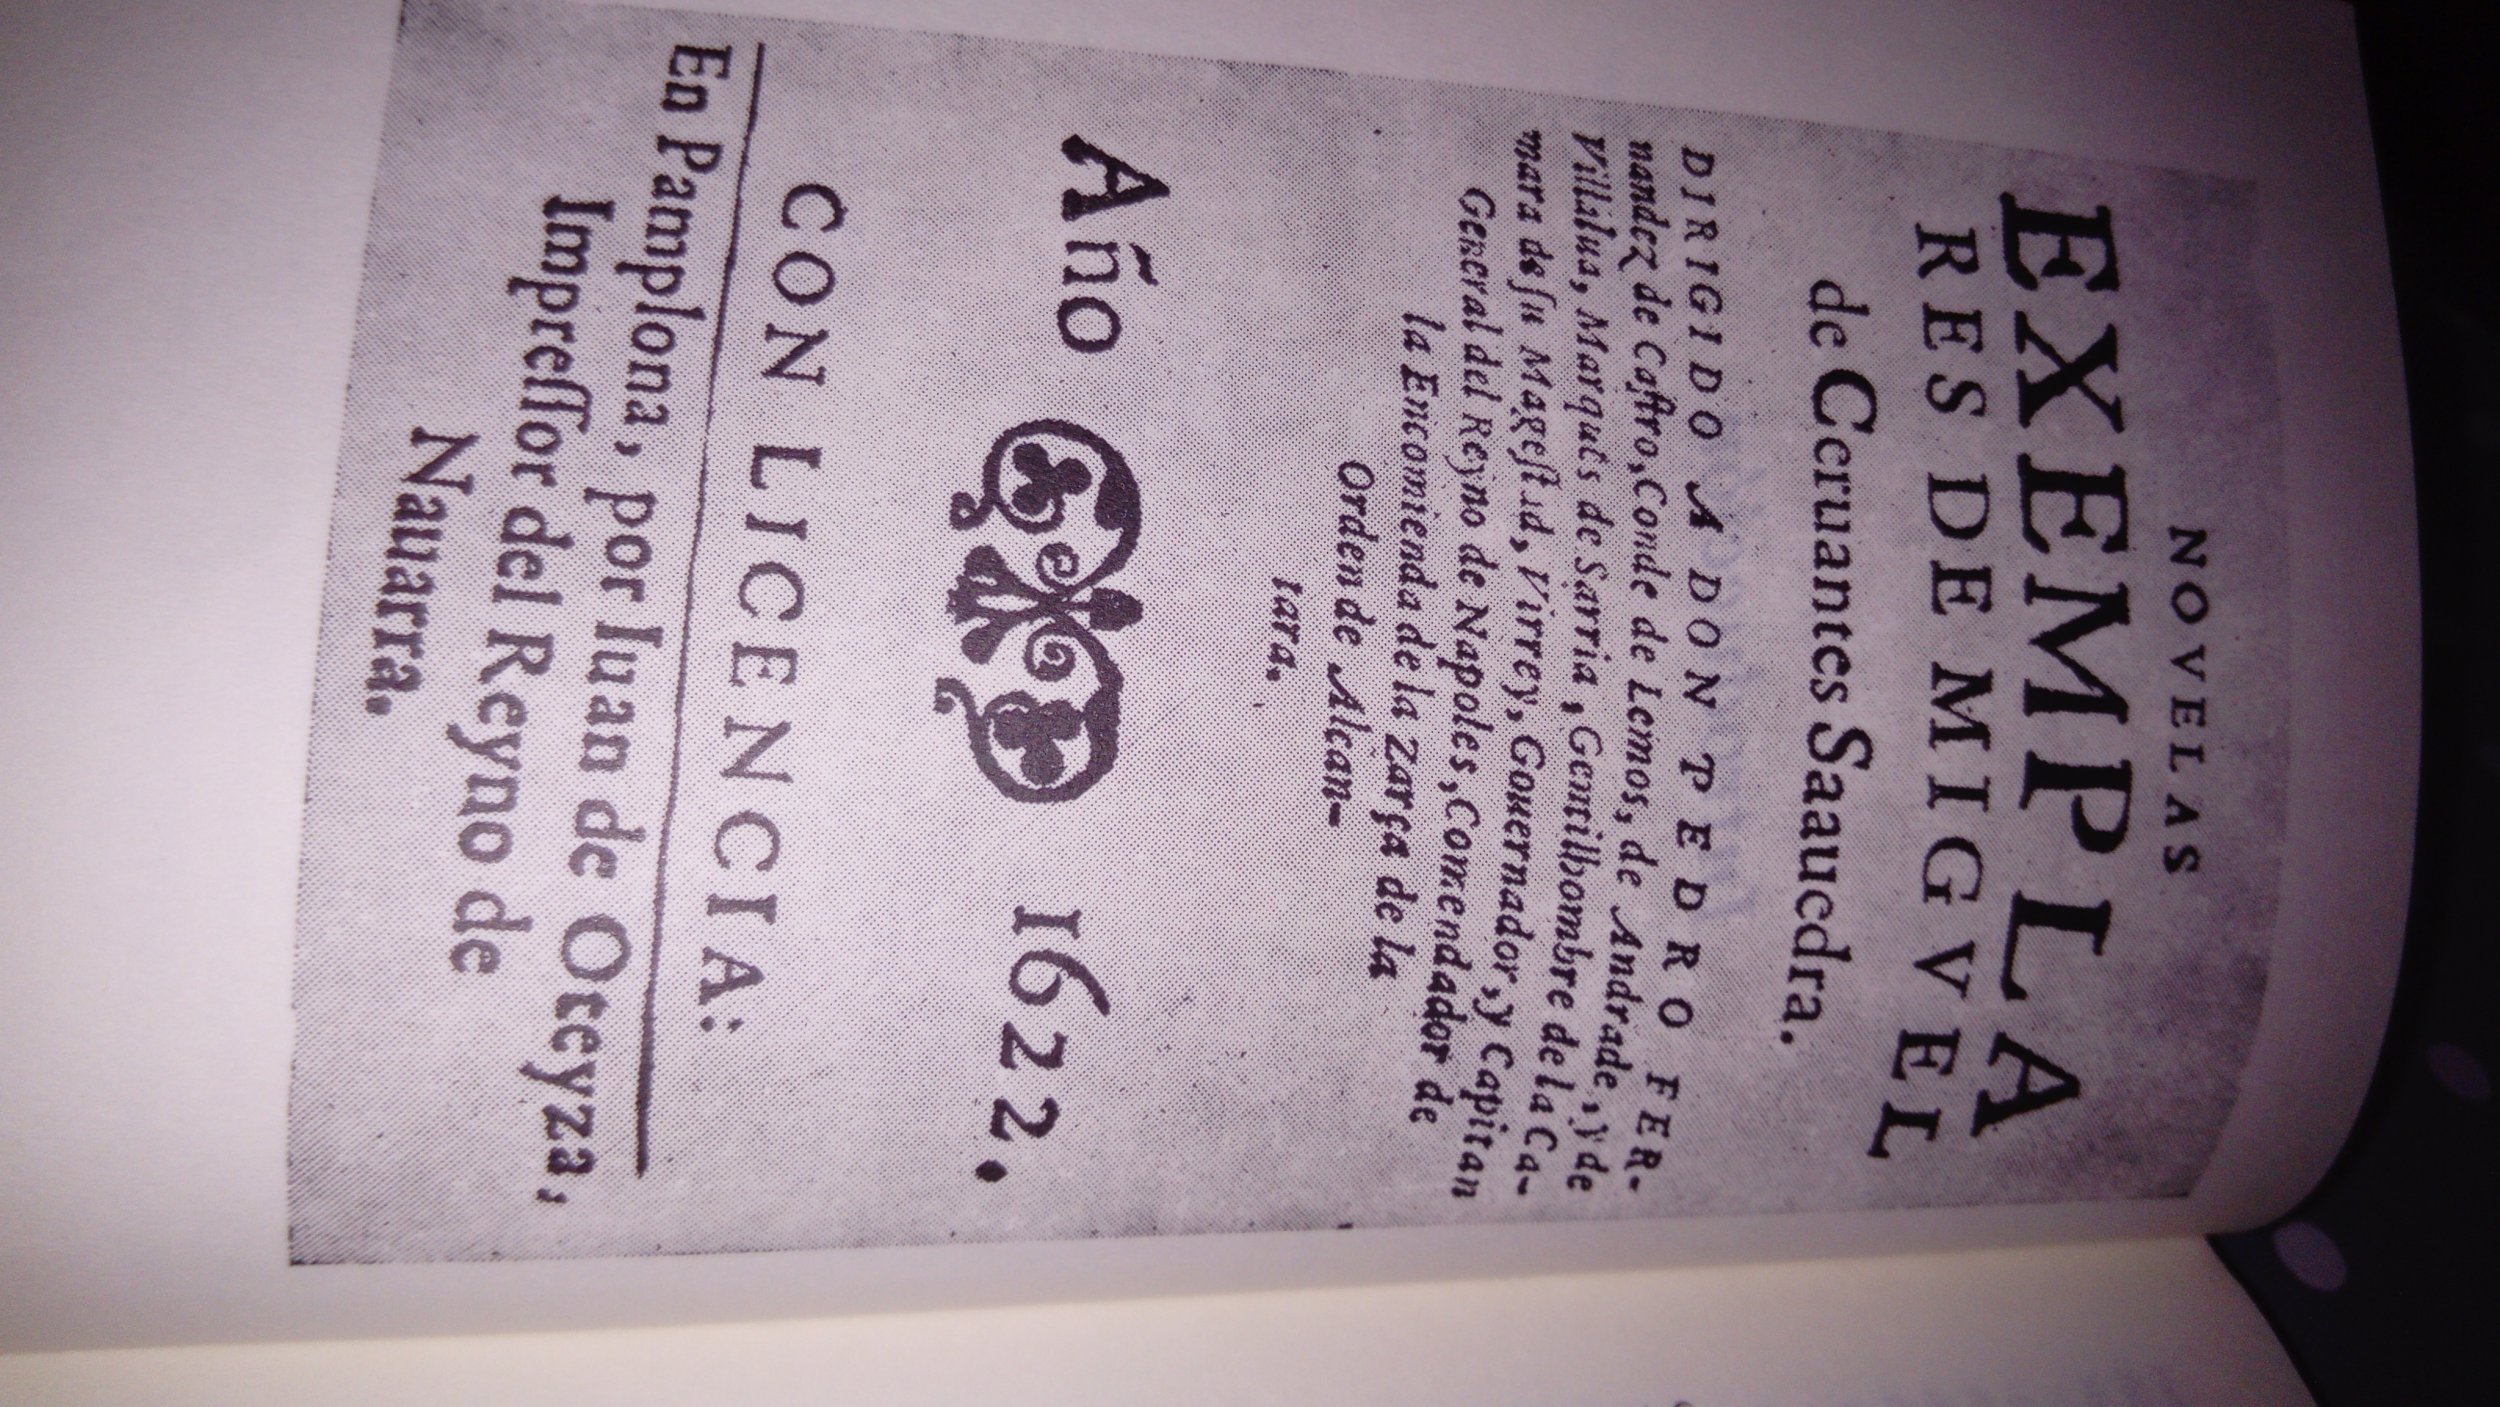 NOVELAS
EXEMPLA
RES DE MIGVEL
de Ceruantes Saauedra.
DIRIGIDO A DON PEDRO FER-
nandez de Caſtro, Conde de Lemos, de Andrade, y de
Villalua, Marques de Sarria, Gentilhombre de la Ca-
mara de ſu Mageſtad, Virrey, Gouernador, y Capitan
General del Reyno de Napoles, Comendador de
la Encomienda de la Zarça de la
Orden de Alcan-
tara.
Año 1622.
CON LICENCIA:
En Pamplona, por Iuan de Oteyza,
Impreſſor del Reyno de
Nauarra.